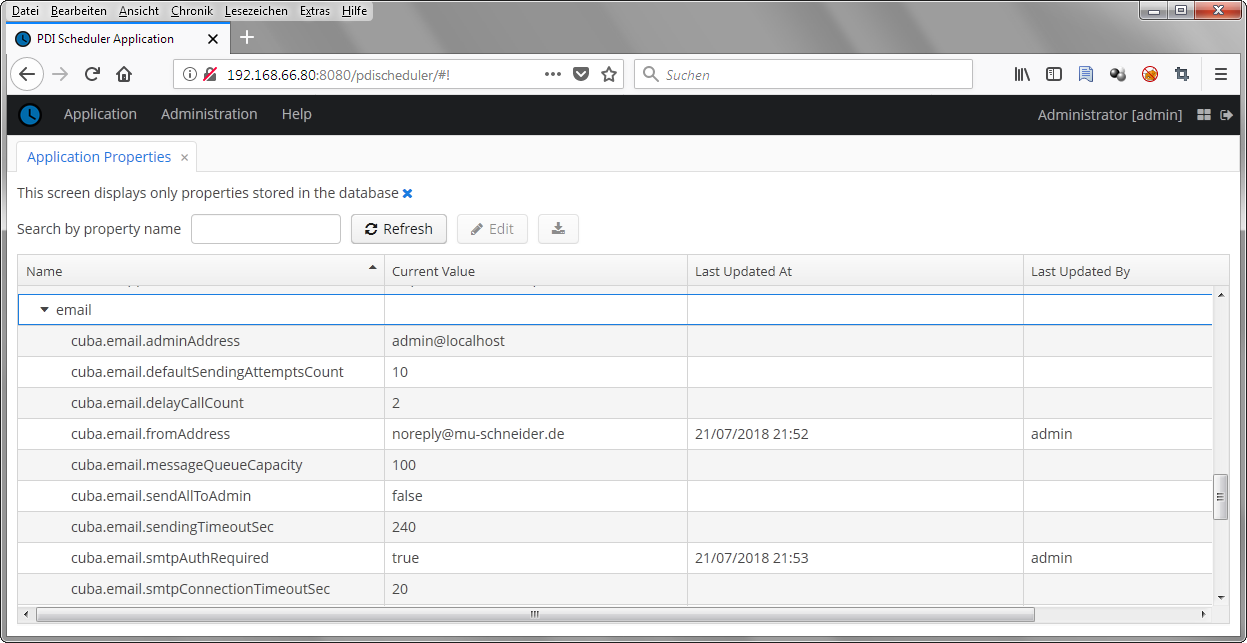 Datei Bearbeiten Ansicht Chronik Lesezeichen Extras Hilfe
PDI Scheduler Application
192.168.66.80:8080/pdischeduler/#!
Suchen
Application Administration Help
Administrator [admin]
Application Properties
This screen displays only properties stored in the database
Search by property name Refresh Edit
Name Current Value Last Updated At Last Updated By
email
cuba.email.adminAddress admin@localhost
cuba.email.defaultSendingAttemptsCount 10
cuba.email.delayCallCount 2
cuba.email.fromAddress noreply@mu-schneider.de 21/07/2018 21:52 admin
cuba.email.messageQueueCapacity 100
cuba.email.sendAllToAdmin false
cuba.email.sendingTimeoutSec 240
cuba.email.smtpAuthRequired true 21/07/2018 21:53 admin
cuba.email.smtpConnectionTimeoutSec 20